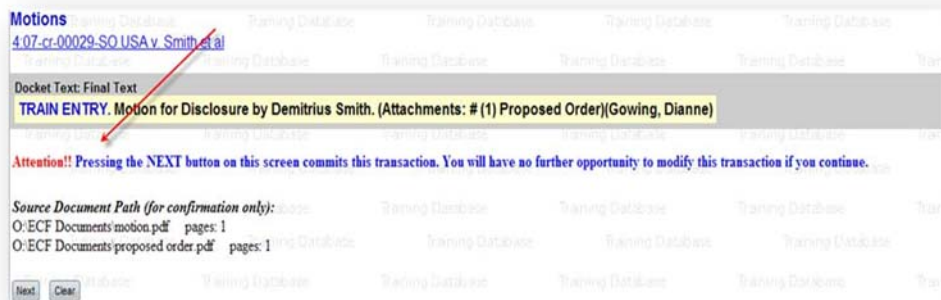 Motions
4:07-cr-00029-SO USA v. Smith et al
Docket Text: Final Text
TRAIN ENTRY. Motion for Disclosure by Demitrius Smith. (Attachments: # (1) Proposed Order)(Gowing, Dianne)
Attention!! Pressing the NEXT button on this screen commits this transaction. You will have no further opportunity to modify this transaction if you continue.
Source Document Path (for confirmation only):
O:\ECF Documents\motion.pdf pages: 1
O:\ECF Documents\proposed order.pdf pages: 1
Next Clear